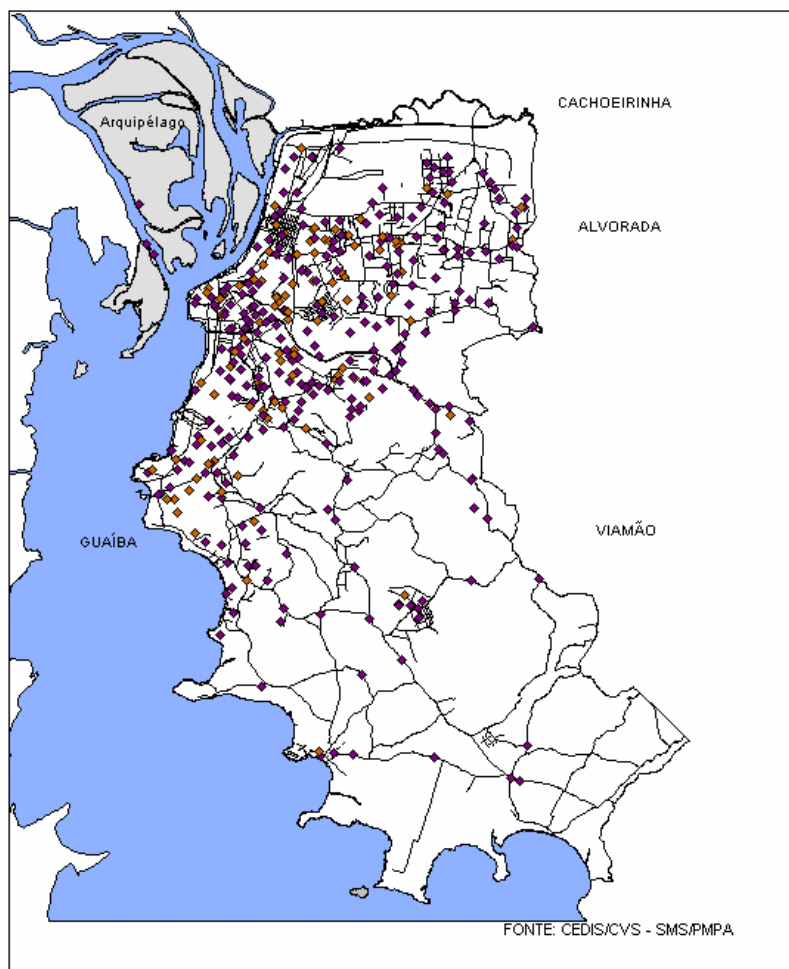 CACHOEIRINHA
Arquipélago
ALVORADA
VIAMÃO
GUAÍBA
FONTE: CEDIS/CVS - SMS/PMPA